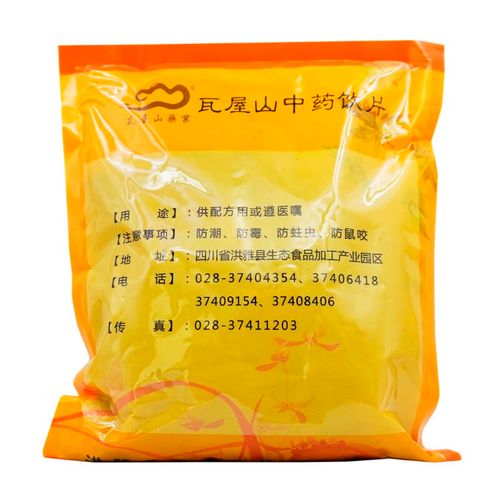 瓦屋山中药饮片
瓦屋山藥業
【用 途】：供配方用或遵医嘱
【注意事项】：防潮、防霉、防蛀虫、防鼠咬
【地 址】：四川省洪雅县生态食品加工产业园区
【电 话】：028-37404354、37406418
37409154、37408406
【传 真】：028-37411203